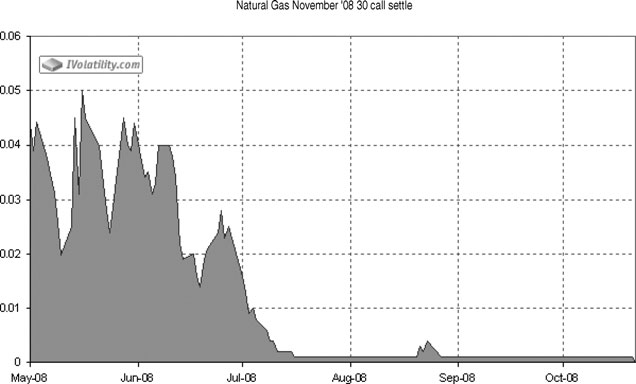 Natural Gas November '08 30 call settle
0.06
IVolatility.com
0.05
0.04
0.03
0.02
0.01
0
May-08 Jun-08 Jul-08 Aug-08 Sep-08 Oct-08